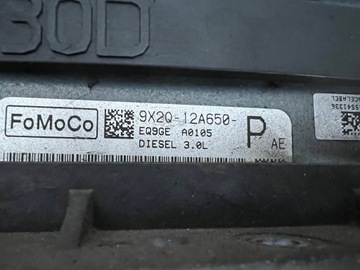 30D
FoMoCo
9X2Q-12A650-
EQ9GE A0105
DIESEL 3.0L
P AE